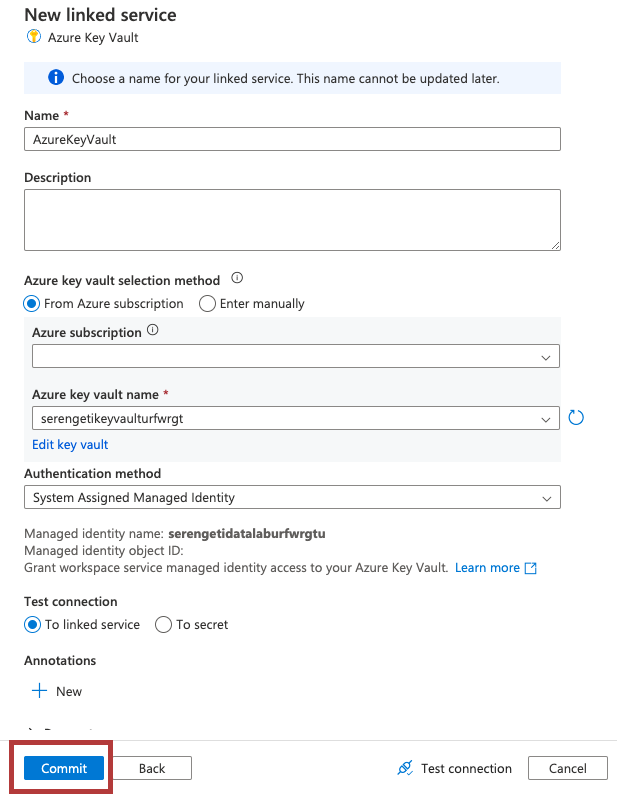 New linked service
Azure Key Vault
Choose a name for your linked service. This name cannot be updated later.
Name *
AzureKeyVault
Description
Azure key vault selection method
From Azure subscription Enter manually
Azure subscription
Azure key vault name *
serengetikeyvaulturfwrgt
Edit key vault
Authentication method
System Assigned Managed Identity
Managed identity name: serengetidatalaburfwrgtu
Managed identity object ID:
Grant workspace service managed identity access to your Azure Key Vault. Learn more
Test connection
To linked service To secret
Annotations
New
Commit Back Test connection Cancel